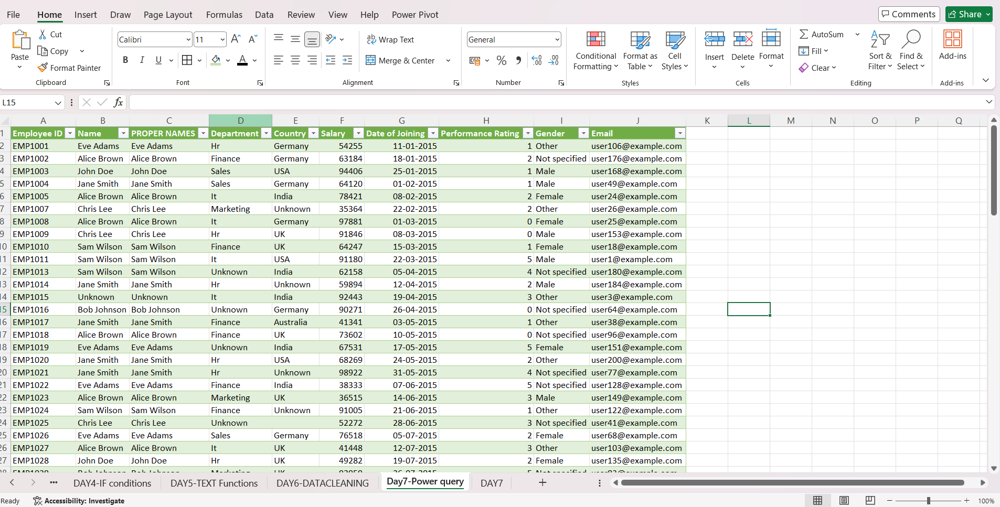 File Home Insert Draw Page Layout Formulas Data Review View Help Power Pivot Comments Share
Paste Cut Copy Format Painter Clipboard
Calibri 11 B I U Font
Wrap Text Merge & Center Alignment
General % Number
Conditional Formatting Format as Table Cell Styles Styles
Insert Delete Format Cells
AutoSum Fill Clear Sort & Filter Find & Select Editing
Add-ins Add-ins
L15 fx
A B C D E F G H I J K L M N O P Q
1 Employee ID Name PROPER NAMES Department Country Salary Date of Joining Performance Rating Gender Email
2 EMP1001 Eve Adams Eve Adams Hr Germany 54255 11-01-2015 1 Other user106@example.com
3 EMP1002 Alice Brown Alice Brown Finance Germany 63184 18-01-2015 2 Not specified user176@example.com
4 EMP1003 John Doe John Doe Sales USA 94406 25-01-2015 1 Male user168@example.com
5 EMP1004 Jane Smith Jane Smith Sales Germany 64120 01-02-2015 1 Male user49@example.com
6 EMP1005 Alice Brown Alice Brown It India 78421 08-02-2015 2 Female user24@example.com
7 EMP1007 Chris Lee Chris Lee Marketing Unknown 35364 22-02-2015 2 Other user26@example.com
8 EMP1008 Alice Brown Alice Brown It Germany 97881 01-03-2015 0 Female user25@example.com
9 EMP1009 Chris Lee Chris Lee Hr UK 91846 08-03-2015 0 Male user153@example.com
10 EMP1010 Sam Wilson Sam Wilson Finance UK 64247 15-03-2015 1 Female user18@example.com
11 EMP1011 Sam Wilson Sam Wilson It USA 91180 22-03-2015 5 Male user1@example.com
12 EMP1013 Sam Wilson Sam Wilson Unknown India 62158 05-04-2015 4 Not specified user180@example.com
13 EMP1014 Jane Smith Jane Smith Hr Unknown 59894 12-04-2015 2 Male user184@example.com
14 EMP1015 Unknown Unknown It India 92443 19-04-2015 3 Other user3@example.com
15 EMP1016 Bob Johnson Bob Johnson Unknown Germany 90271 26-04-2015 0 Not specified user64@example.com
16 EMP1017 Jane Smith Jane Smith Finance Australia 41341 03-05-2015 1 Other user38@example.com
17 EMP1018 Alice Brown Alice Brown Finance UK 73602 10-05-2015 0 Not specified user96@example.com
18 EMP1019 Eve Adams Eve Adams Unknown India 67531 17-05-2015 5 Female user151@example.com
19 EMP1020 Jane Smith Jane Smith Hr USA 68269 24-05-2015 2 Other user200@example.com
20 EMP1021 Jane Smith Jane Smith Hr Unknown 98922 31-05-2015 4 Not specified user77@example.com
21 EMP1022 Eve Adams Eve Adams Finance India 38333 07-06-2015 5 Not specified user128@example.com
22 EMP1023 Alice Brown Alice Brown Marketing UK 36515 14-06-2015 3 Male user149@example.com
23 EMP1024 Sam Wilson Sam Wilson Finance Unknown 91005 21-06-2015 1 Other user122@example.com
24 EMP1025 Chris Lee Chris Lee Unknown 52272 28-06-2015 3 Not specified user41@example.com
25 EMP1026 Eve Adams Eve Adams Sales Germany 76518 05-07-2015 2 Female user68@example.com
26 EMP1027 Alice Brown Alice Brown It UK 41448 12-07-2015 3 Other user103@example.com
27 EMP1028 John Doe John Doe Hr UK 49282 19-07-2015 2 Female user135@example.com
DAY4-IF conditions DAY5-TEXT Functions DAY6-DATACLEANING Day7-Power query DAY7
Ready Accessibility: Investigate 100%